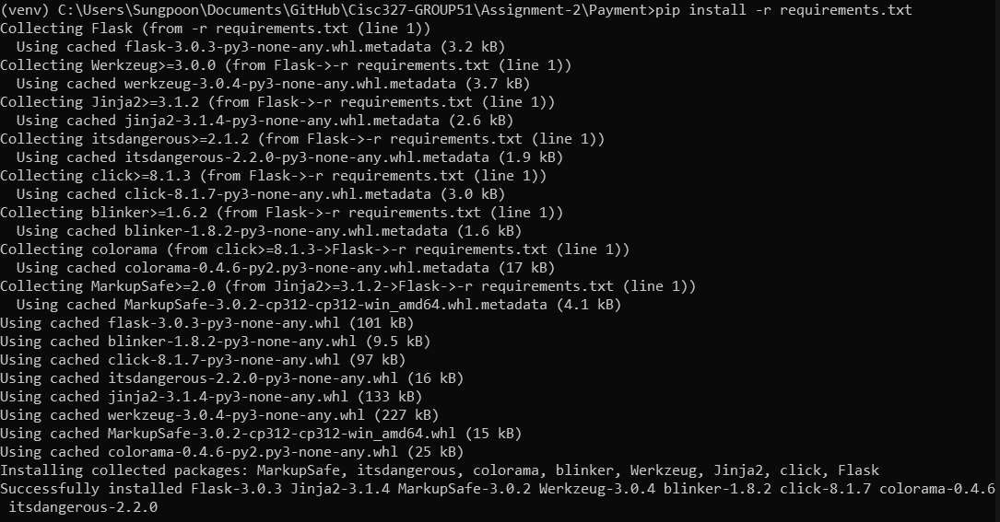 (venv) C:\Users\Sungpoon\Documents\GitHub\Cisc327-GROUP51\Assignment-2\Payment>pip install -r requirements.txt
Collecting Flask (from -r requirements.txt (line 1))
  Using cached flask-3.0.3-py3-none-any.whl.metadata (3.2 kB)
Collecting Werkzeug>=3.0.0 (from Flask->-r requirements.txt (line 1))
  Using cached werkzeug-3.0.4-py3-none-any.whl.metadata (3.7 kB)
Collecting Jinja2>=3.1.2 (from Flask->-r requirements.txt (line 1))
  Using cached jinja2-3.1.4-py3-none-any.whl.metadata (2.6 kB)
Collecting itsdangerous>=2.1.2 (from Flask->-r requirements.txt (line 1))
  Using cached itsdangerous-2.2.0-py3-none-any.whl.metadata (1.9 kB)
Collecting click>=8.1.3 (from Flask->-r requirements.txt (line 1))
  Using cached click-8.1.7-py3-none-any.whl.metadata (3.0 kB)
Collecting blinker>=1.6.2 (from Flask->-r requirements.txt (line 1))
  Using cached blinker-1.8.2-py3-none-any.whl.metadata (1.6 kB)
Collecting colorama (from click>=8.1.3->Flask->-r requirements.txt (line 1))
  Using cached colorama-0.4.6-py2.py3-none-any.whl.metadata (17 kB)
Collecting MarkupSafe>=2.0 (from Jinja2>=3.1.2->Flask->-r requirements.txt (line 1))
  Using cached MarkupSafe-3.0.2-cp312-cp312-win_amd64.whl.metadata (4.1 kB)
Using cached flask-3.0.3-py3-none-any.whl (101 kB)
Using cached blinker-1.8.2-py3-none-any.whl (9.5 kB)
Using cached click-8.1.7-py3-none-any.whl (97 kB)
Using cached itsdangerous-2.2.0-py3-none-any.whl (16 kB)
Using cached jinja2-3.1.4-py3-none-any.whl (133 kB)
Using cached werkzeug-3.0.4-py3-none-any.whl (227 kB)
Using cached MarkupSafe-3.0.2-cp312-cp312-win_amd64.whl (15 kB)
Using cached colorama-0.4.6-py2.py3-none-any.whl (25 kB)
Installing collected packages: MarkupSafe, itsdangerous, colorama, blinker, Werkzeug, Jinja2, click, Flask
Successfully installed Flask-3.0.3 Jinja2-3.1.4 MarkupSafe-3.0.2 Werkzeug-3.0.4 blinker-1.8.2 click-8.1.7 colorama-0.4.6
 itsdangerous-2.2.0